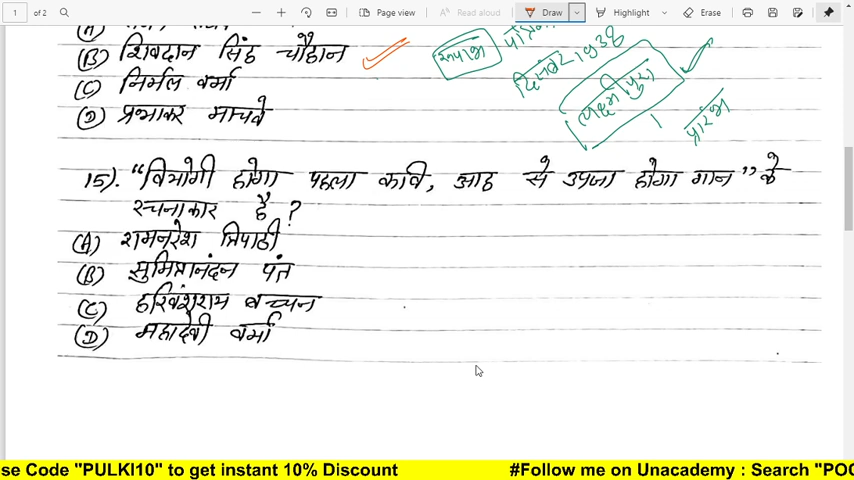 1 of 2
Page view
Read aloud
Draw
Highlight
Erase
(A)
(B) शिवदान सिंह चौहान
(C) निर्मल वर्मा
(D) प्रभाकर माचवे
रूपाभ
दिसंबर 1938
प्रारंभ
15). “वियोगी होगा पहला कवि, आह से उपजा होगा गान” के
रचनाकार है ?
(A) रामनरेश त्रिपाठी
(B) सुमित्रानंदन पंत
(C) हरिवंशराम बच्चन
(D) महादेवी वर्मा
se Code "PULKI10" to get instant 10% Discount
#Follow me on Unacademy : Search "POO